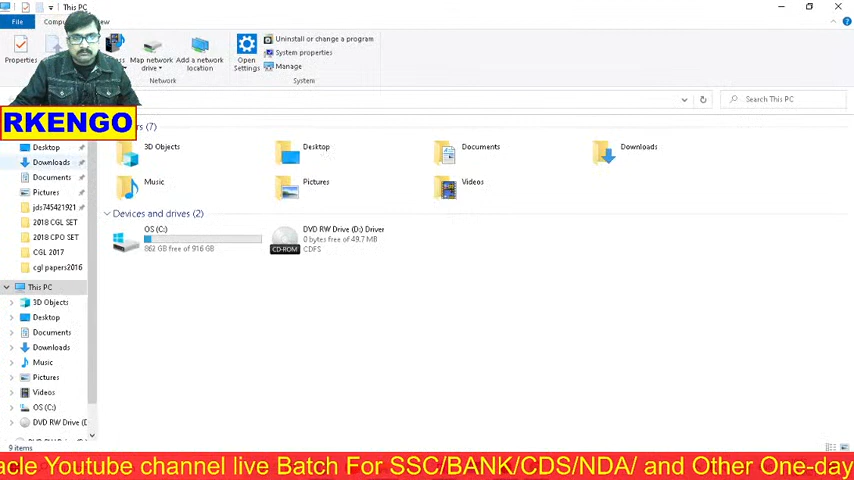 This PC
File
Uninstall or change a program
System properties
Manage
Properties
Map network
drive
Add a network
location
Open
Settings
Network
System
Search This PC
RKENGO
(7)
Desktop
Downloads
Documents
Pictures
jds745421921
2018 CGL SET
2018 CPO SET
CGL 2017
cgl papers2016
This PC
3D Objects
Desktop
Documents
Downloads
Music
Pictures
Videos
OS (C:)
DVD RW Drive (D
3D Objects
Desktop
Documents
Downloads
Music
Pictures
Videos
Devices and drives (2)
OS (C:)
862 GB free of 916 GB
DVD RW Drive (D:) Driver
0 bytes free of 49.7 MB
CDFS
CD-ROM
9 items
acle Youtube channel live Batch For SSC/BANK/CDS/NDA/ and Other One-day